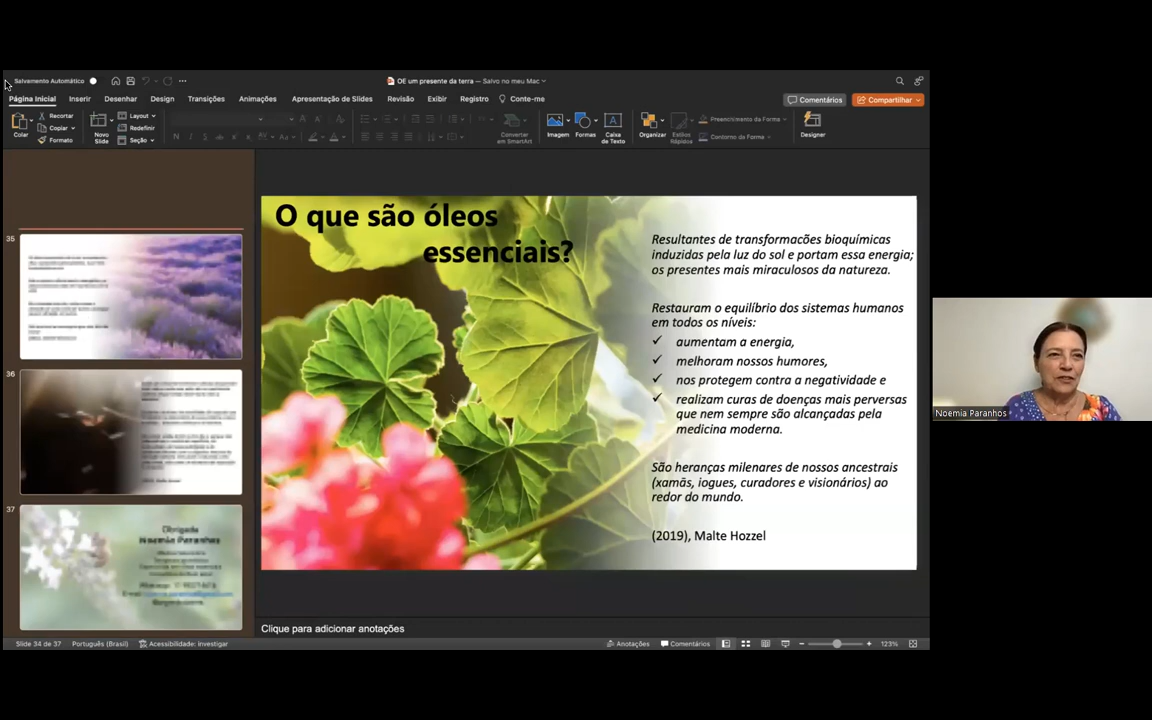 Salvamento Automático
OE um presente da terra — Salvo no meu Mac
Página Inicial
Inserir
Desenhar
Design
Transições
Animações
Apresentação de Slides
Revisão
Exibir
Registro
Conte-me
Comentários
Compartilhar
Colar
Recortar
Copiar
Formato
Novo
Slide
Layout
Redefinir
Seção
Converter
em SmartArt
Imagem
Formas
Caixa
de Texto
Organizar
Estilos
Rápidos
Preenchimento da Forma
Contorno da Forma
Designer
35
36
37
Obrigada
Noemia Paranhos
O que são óleos
essenciais?
Resultantes de transformacões bioquímicas
induzidas pela luz do sol e portam essa energia;
os presentes mais miraculosos da natureza.
Restauram o equilíbrio dos sistemas humanos
em todos os níveis:
✓ aumentam a energia,
✓ melhoram nossos humores,
✓ nos protegem contra a negatividade e
✓ realizam curas de doenças mais perversas
que nem sempre são alcançadas pela
medicina moderna.
São heranças milenares de nossos ancestrais
(xamãs, iogues, curadores e visionários) ao
redor do mundo.
(2019), Malte Hozzel
Noemia Paranhos
Clique para adicionar anotações
Slide 34 de 37
Português (Brasil)
Acessibilidade: investigar
Anotações
Comentários
123%